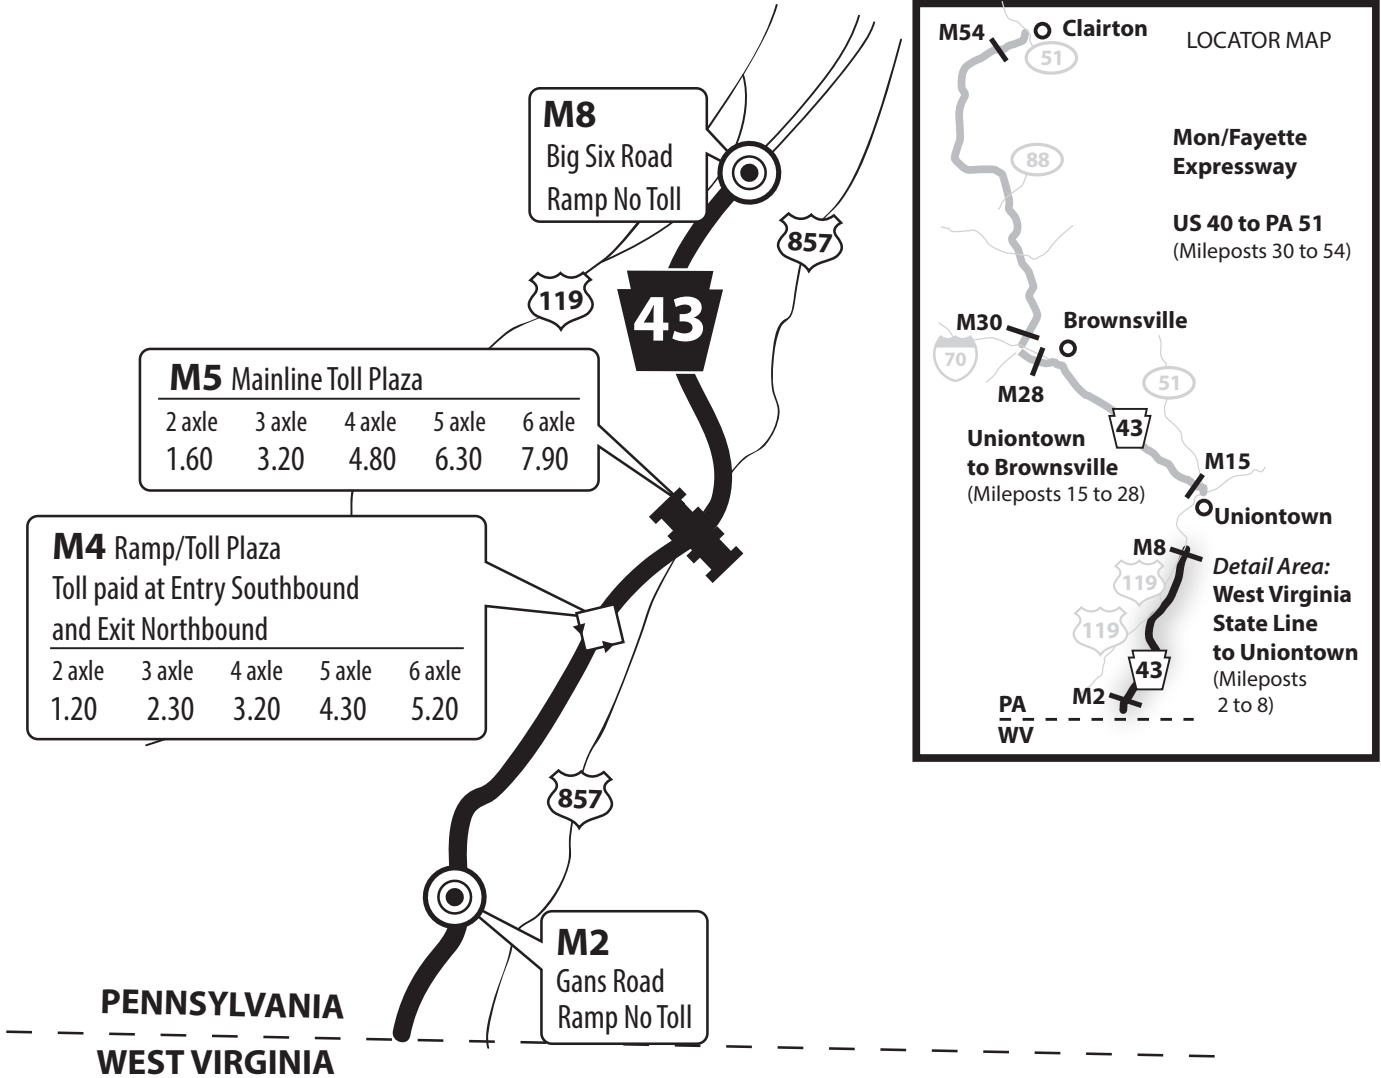 M8
Big Six Road
Ramp No Toll
857
119
43
M5 Mainline Toll Plaza
2 axle 3 axle 4 axle 5 axle 6 axle
1.60 3.20 4.80 6.30 7.90
M4 Ramp/Toll Plaza
Toll paid at Entry Southbound
and Exit Northbound
2 axle 3 axle 4 axle 5 axle 6 axle
1.20 2.30 3.20 4.30 5.20
857
M2
Gans Road
Ramp No Toll
PENNSYLVANIA
WEST VIRGINIA
M54
Clairton
LOCATOR MAP
51
Mon/Fayette
Expressway
88
US 40 to PA 51
(Mileposts 30 to 54)
M30
Brownsville
70
M28
51
43
Uniontown
to Brownsville
(Mileposts 15 to 28)
M15
Uniontown
M8
Detail Area:
West Virginia
State Line
to Uniontown
(Mileposts
2 to 8)
119
119
43
M2
PA
WV